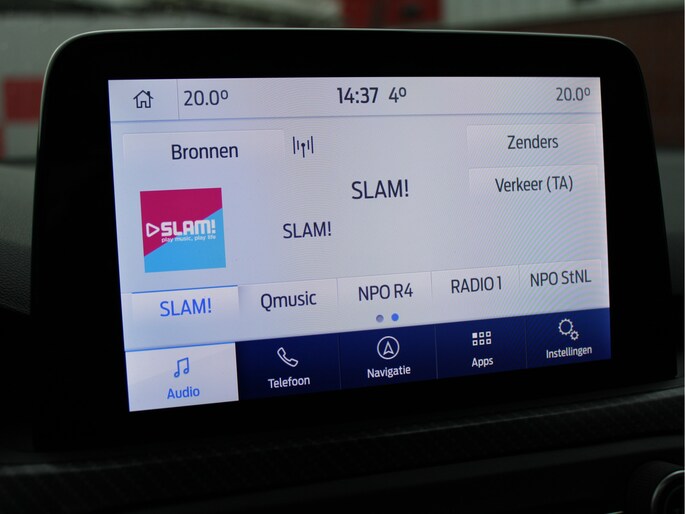 20.0° 14:37 4° 20.0°
Bronnen Zenders
SLAM! Verkeer (TA)
SLAM!
play music, play life
SLAM!
SLAM! Qmusic NPO R4 RADIO 1 NPO StNL
Audio Telefoon Navigatie Apps Instellingen